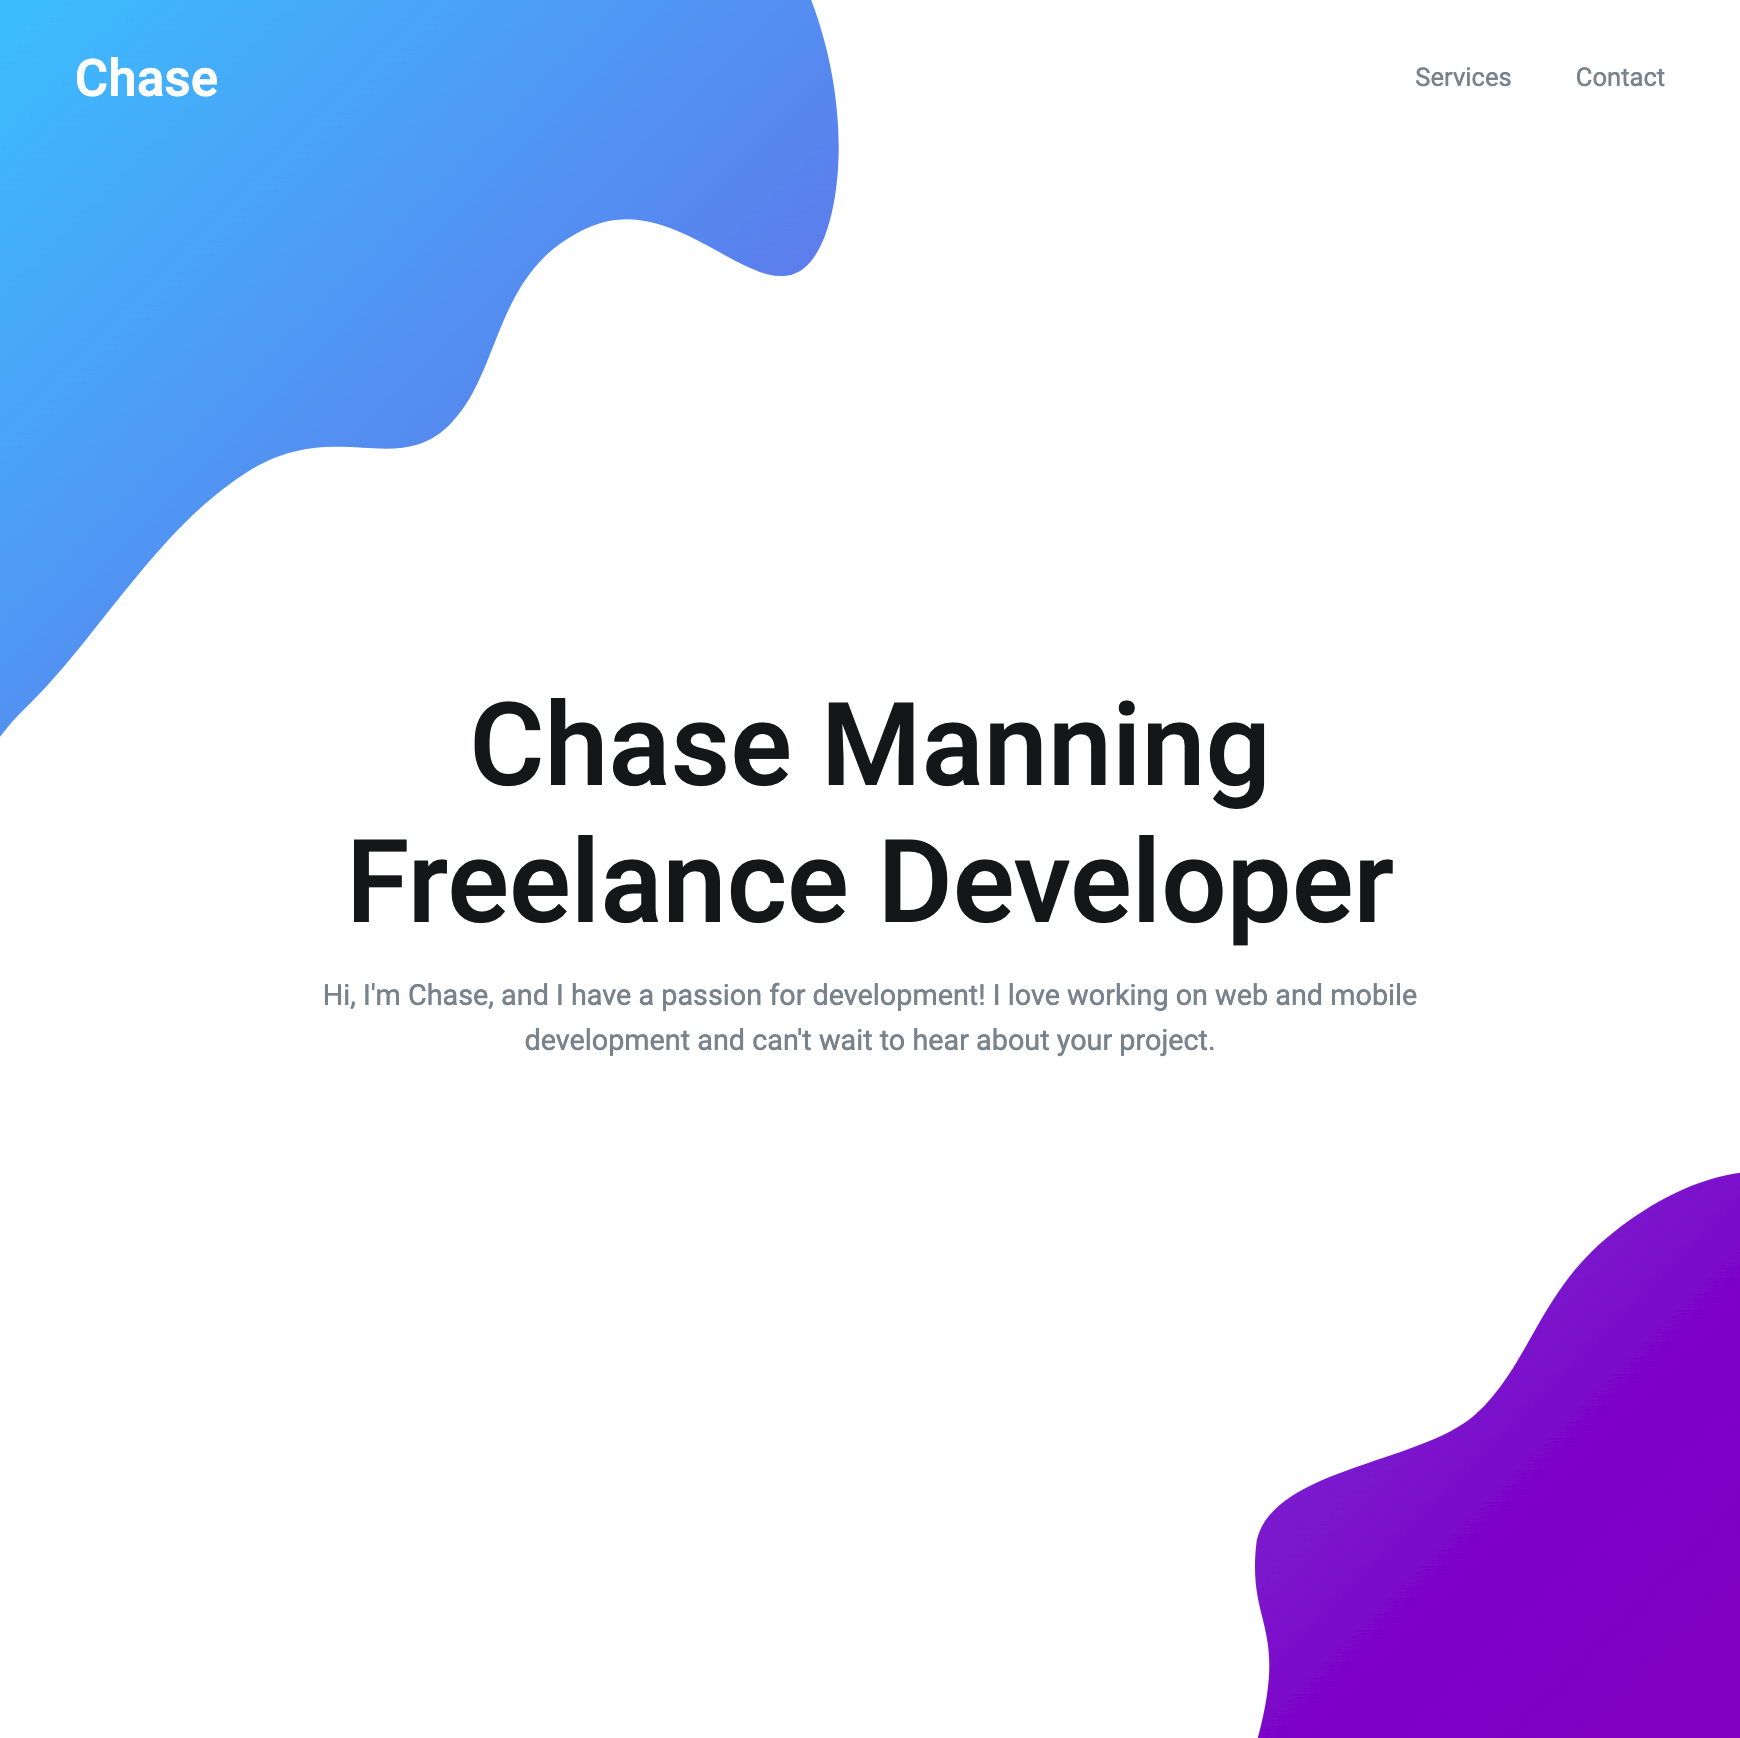 Chase
Services Contact
Chase Manning
Freelance Developer
Hi, I'm Chase, and I have a passion for development! I love working on web and mobile
development and can't wait to hear about your project.